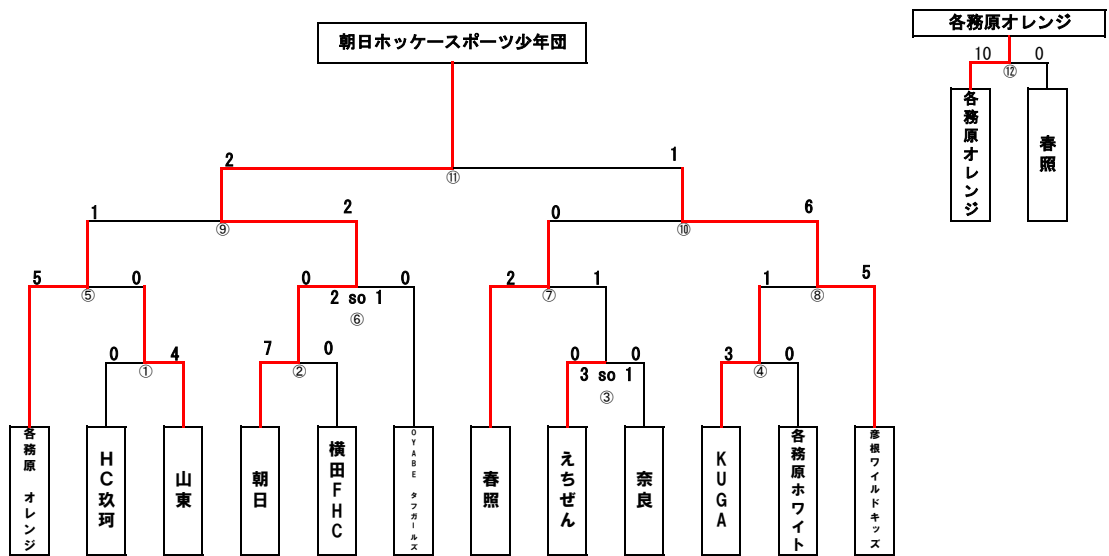 朝日ホッケースポーツ少年団
各務原オレンジ
10 0
⑫
各務原オレンジ
春照
2 1
⑪
1 2 0 6
⑨ ⑩
5 0 0 0 2 1 1 5
⑤ 2 so 1 ⑦ ⑧
⑥
0 4 7 0 0 0 3 0
① ② 3 so 1 ④
③
各務原 オレンジ
HC玖珂
山東
朝日
横田FHC
OYABE タフガールズ
春照
えちぜん
奈良
KUGA
各務原ホワイト
彦根ワイルドキッズ